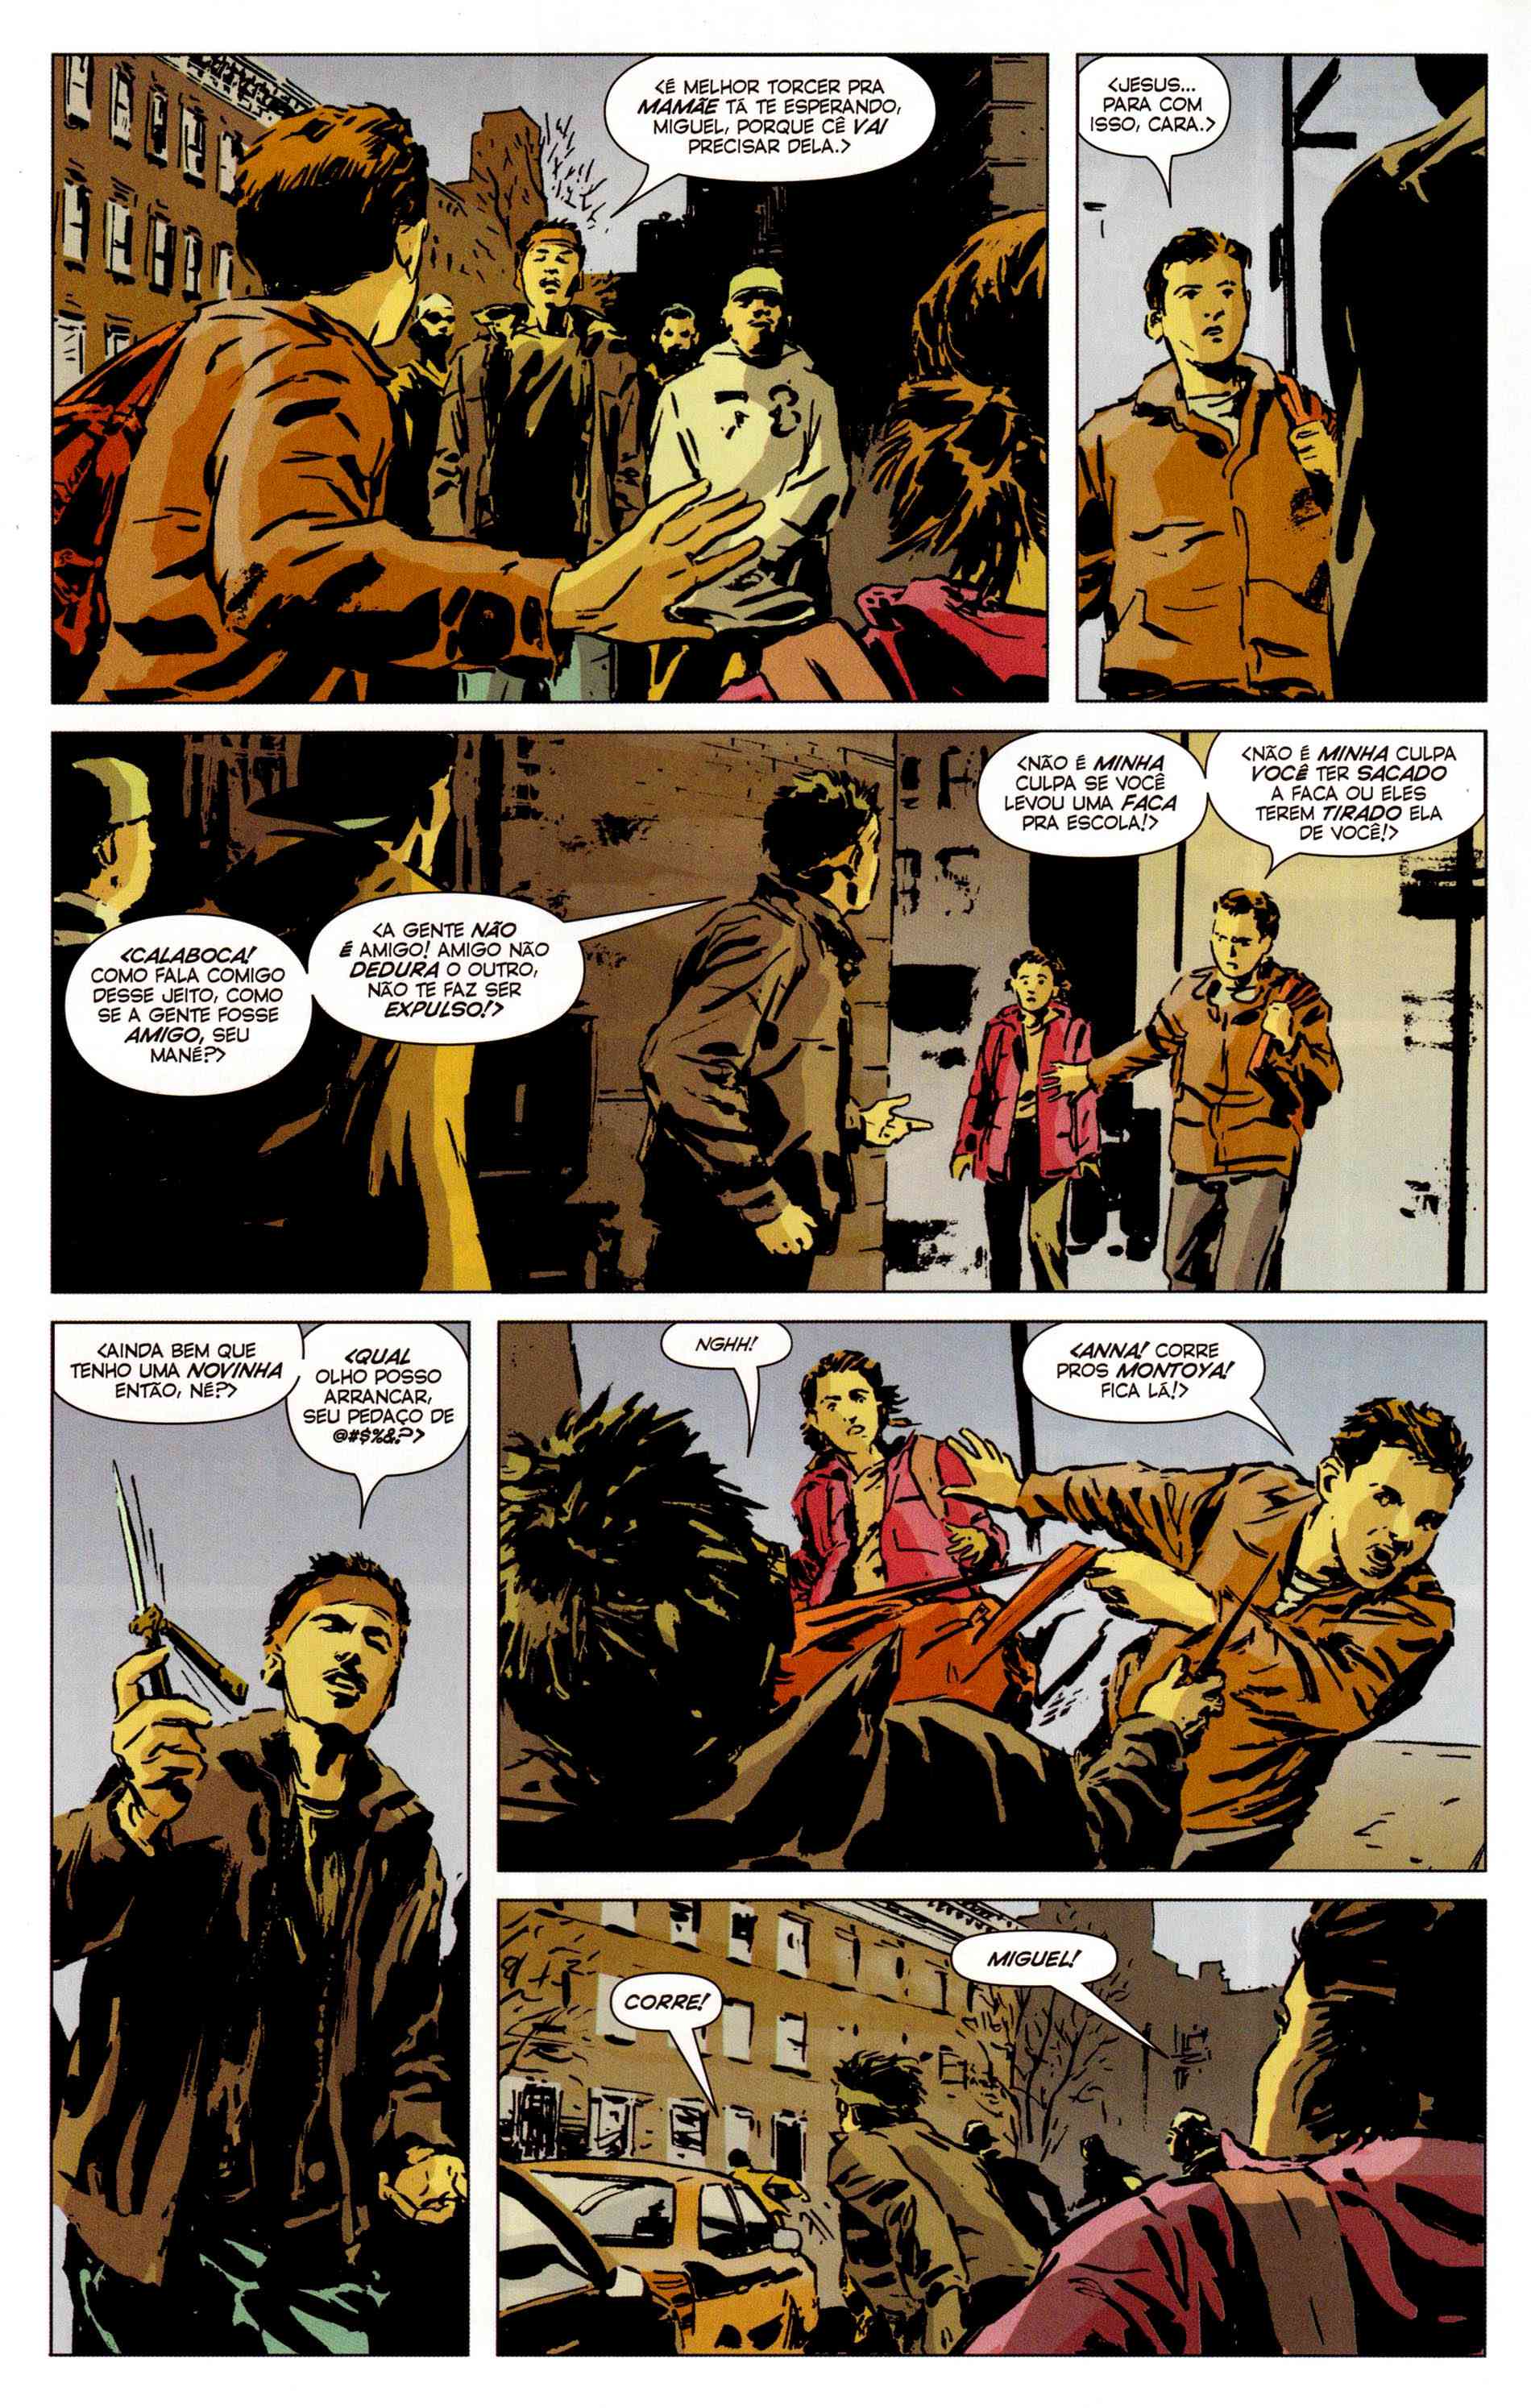 <É MELHOR TORCER PRA
MAMÃE TÁ TE ESPERANDO,
MIGUEL, PORQUE CÊ VAI
PRECISAR DELA.>
<JESUS...
PARA COM
ISSO, CARA.>
<NÃO É MINHA
CULPA SE VOCÊ
LEVOU UMA FACA
PRA ESCOLA!>
<NÃO É MINHA CULPA
VOCÊ TER SACADO
A FACA OU ELES
TEREM TIRADO ELA
DE VOCÊ!>
<CALABOCA!
COMO FALA COMIGO
DESSE JEITO, COMO
SE A GENTE FOSSE
AMIGO, SEU
MANÉ?>
<A GENTE NÃO
É AMIGO! AMIGO NÃO
DEDURA O OUTRO,
NÃO TE FAZ SER
EXPULSO!>
<AINDA BEM QUE
TENHO UMA NOVINHA
ENTÃO, NÉ?>
<QUAL
OLHO POSSO
ARRANCAR,
SEU PEDAÇO DE
@#$%&?>
NGHH!
<ANNA! CORRE
PROS MONTOYA!
FICA LÁ!>
MIGUEL!
CORRE!